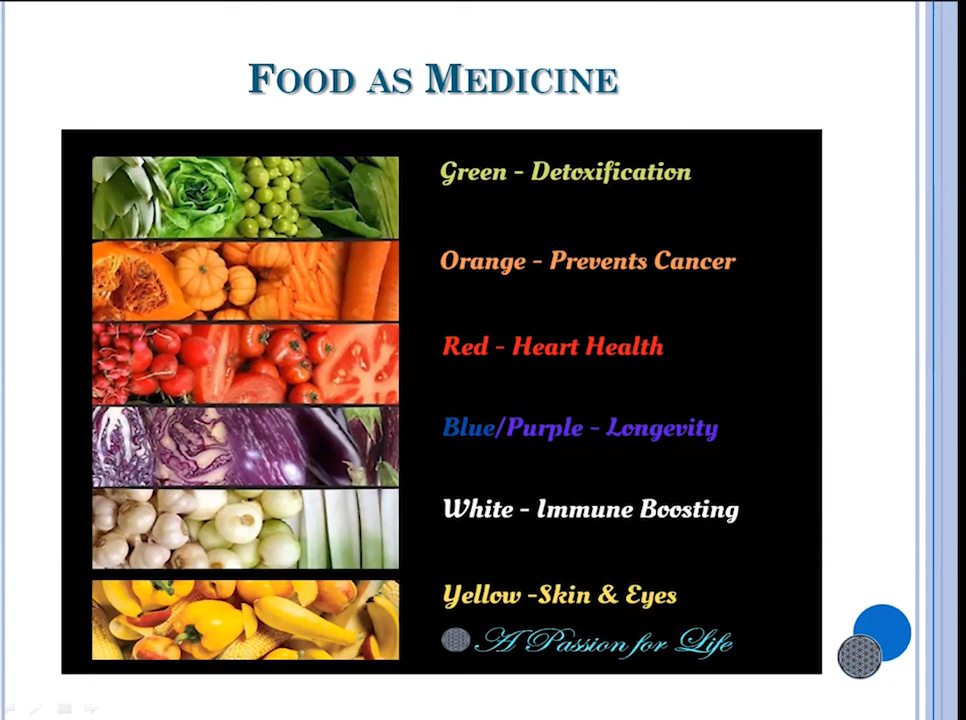 Food as Medicine
Green - Detoxification
Orange - Prevents Cancer
Red - Heart Health
Blue/Purple - Longevity
White - Immune Boosting
Yellow -Skin & Eyes
A Passion for Life